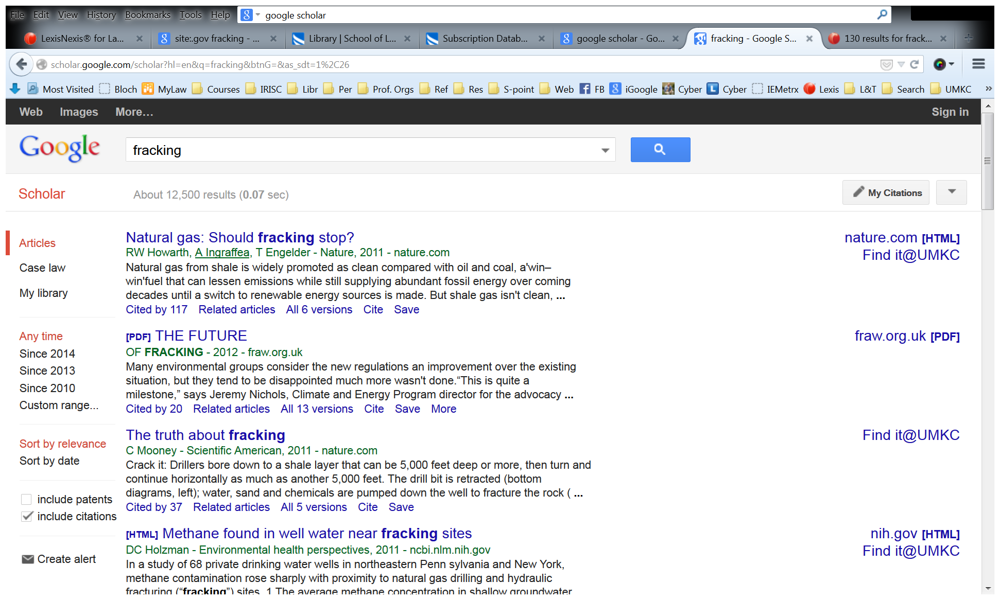 File Edit View History Bookmarks Tools Help google scholar
LexisNexis® for La... site:.gov fracking - ... Library | School of L... Subscription Datab... google scholar - Go... fracking - Google S... 130 results for frack...
scholar.google.com/scholar?hl=en&q=fracking&btnG=&as_sdt=1%2C26
Most Visited Bloch MyLaw Courses IRISC Libr Per Prof. Orgs Ref Res S-point Web FB iGoogle Cyber Cyber IEMetrx Lexis L&T Search UMKC »
Web Images More... Sign in
Google fracking
Scholar About 12,500 results (0.07 sec) My Citations
Articles
Case law
My library
Any time
Since 2014
Since 2013
Since 2010
Custom range...
Sort by relevance
Sort by date
include patents
include citations
Create alert
Natural gas: Should fracking stop?
RW Howarth, A Ingraffea, T Engelder - Nature, 2011 - nature.com
Natural gas from shale is widely promoted as clean compared with oil and coal, a'win–
win'fuel that can lessen emissions while still supplying abundant fossil energy over coming
decades until a switch to renewable energy sources is made. But shale gas isn't clean, ...
Cited by 117 Related articles All 6 versions Cite Save
nature.com [HTML]
Find it@UMKC
[PDF] THE FUTURE
OF FRACKING - 2012 - fraw.org.uk
Many environmental groups consider the new regulations an improvement over the existing
situation, but they tend to be disappointed much more wasn't done.“This is quite a
milestone,” says Jeremy Nichols, Climate and Energy Program director for the advocacy ...
Cited by 20 Related articles All 13 versions Cite Save More
fraw.org.uk [PDF]
The truth about fracking
C Mooney - Scientific American, 2011 - nature.com
Crack it: Drillers bore down to a shale layer that can be 5,000 feet deep or more, then turn and
continue horizontally as much as another 5,000 feet. The drill bit is retracted (bottom
diagrams, left); water, sand and chemicals are pumped down the well to fracture the rock ( ...
Cited by 37 Related articles All 5 versions Cite Save
Find it@UMKC
[HTML] Methane found in well water near fracking sites
DC Holzman - Environmental health perspectives, 2011 - ncbi.nlm.nih.gov
In a study of 68 private drinking water wells in northeastern Penn sylvania and New York,
methane contamination rose sharply with proximity to natural gas drilling and hydraulic
fracturing (“fracking”) sites. 1 The average methane concentration in shallow groundwater
nih.gov [HTML]
Find it@UMKC